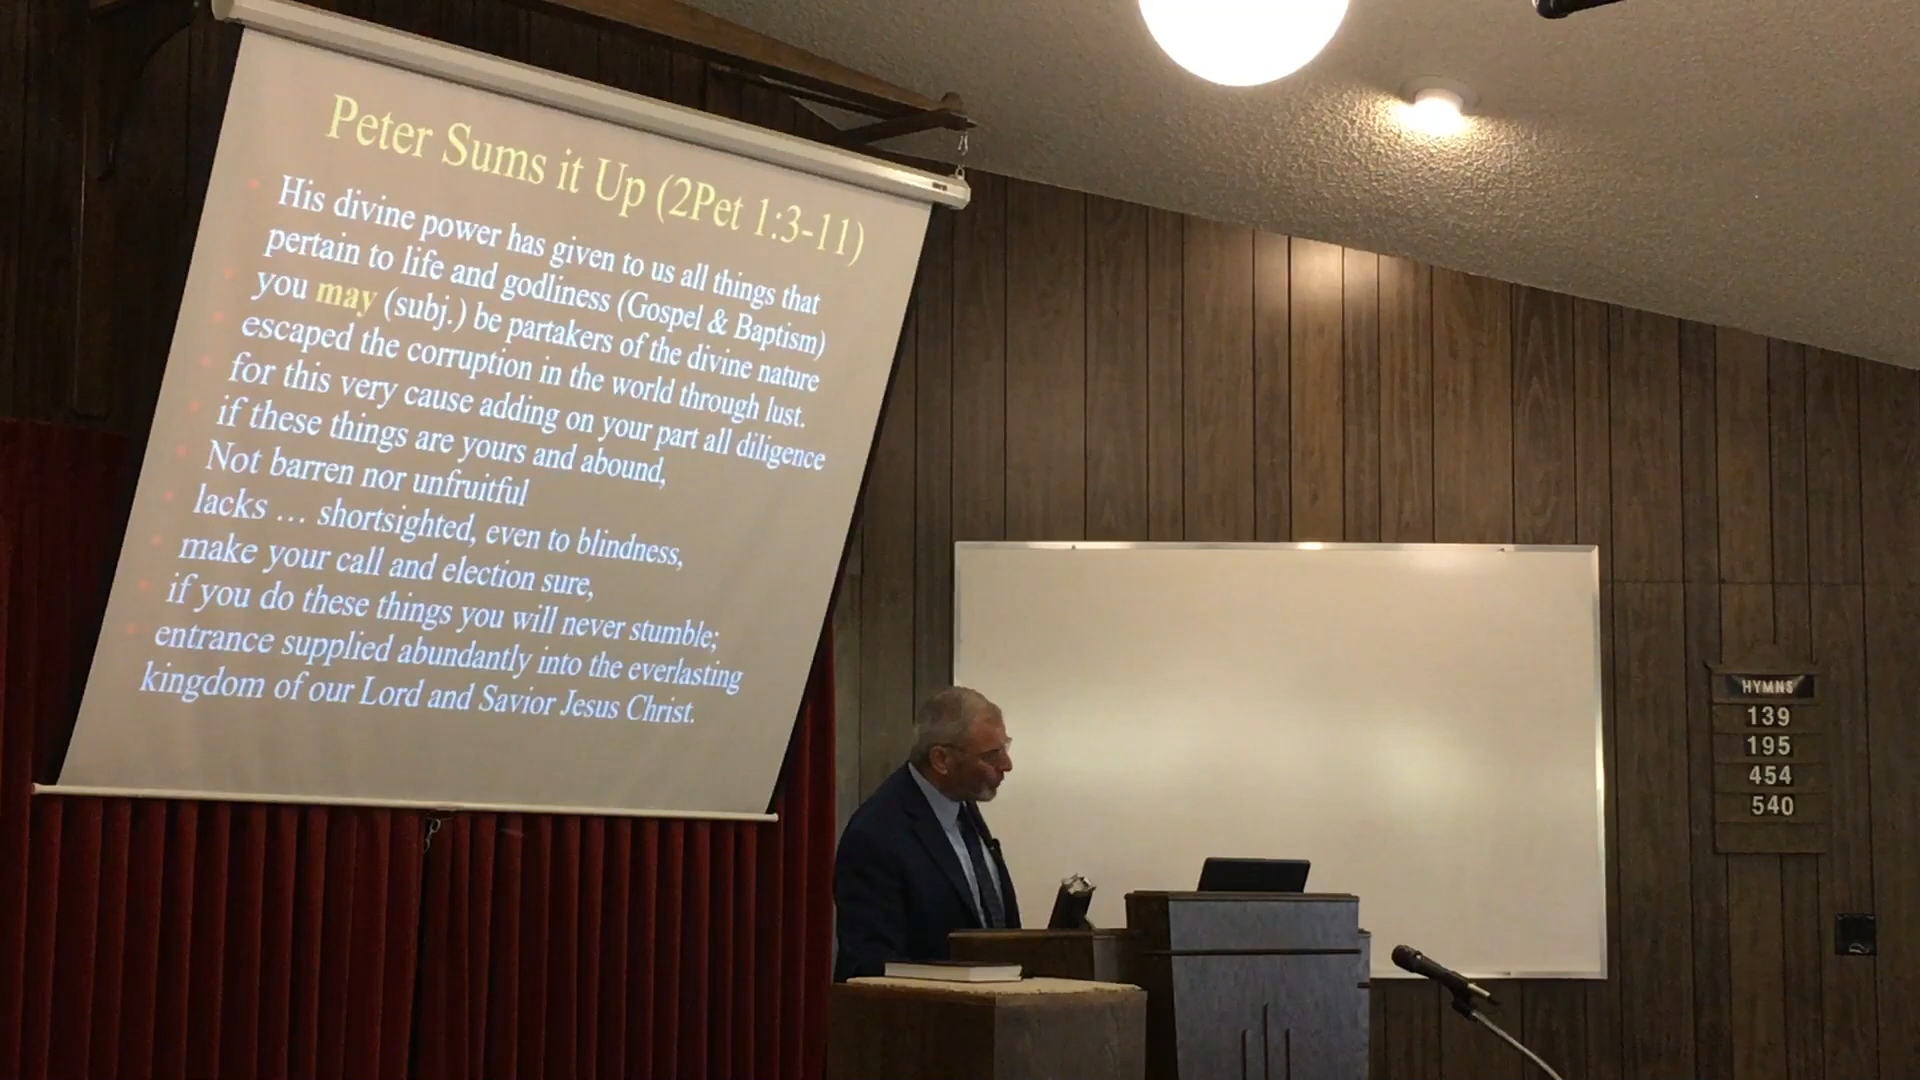 Peter Sums it Up (2Pet 1:3-11)
His divine power has given to us all things that
pertain to life and godliness (Gospel & Baptism)
you may (subj.) be partakers of the divine nature
escaped the corruption in the world through lust.
for this very cause adding on your part all diligence
if these things are yours and abound,
Not barren nor unfruitful
lacks … shortsighted, even to blindness,
make your call and election sure,
if you do these things you will never stumble;
entrance supplied abundantly into the everlasting
kingdom of our Lord and Savior Jesus Christ.
HYMNS
139
195
454
540